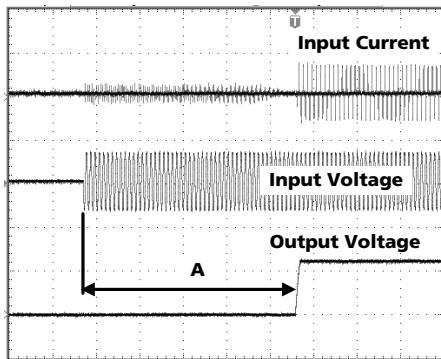 T
Input Current
Input Voltage
Output Voltage
A